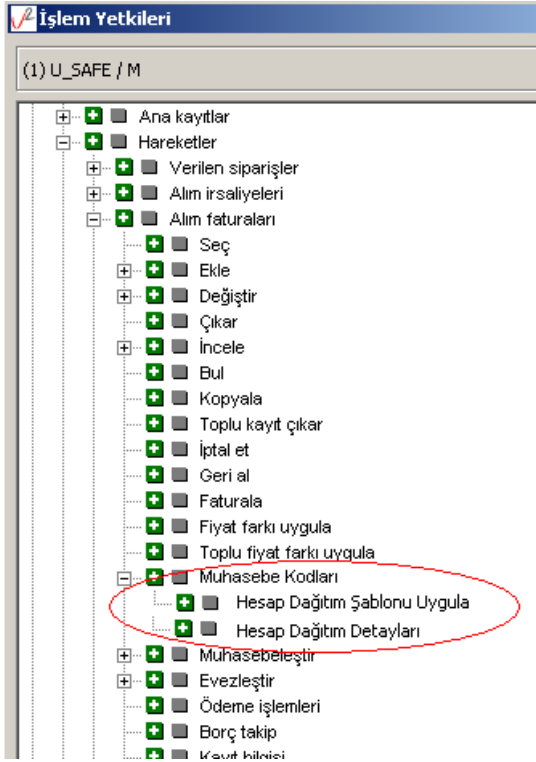 İşlem Yetkileri
(1) U_SAFE / M
Ana kayıtlar
Hareketler
Verilen siparişler
Alım irsaliyeleri
Alım faturaları
Seç
Ekle
Değiştir
Çıkar
İncele
Bul
Kopyala
Toplu kayıt çıkar
İptal et
Geri al
Faturala
Fiyat farkı uygula
Toplu fiyat farkı uygula
Muhasebe Kodları
Hesap Dağıtım Şablonu Uygula
Hesap Dağıtım Detayları
Muhasebeleştir
Evezleştir
Ödeme işlemleri
Borç takip
Kayıt bilgisi